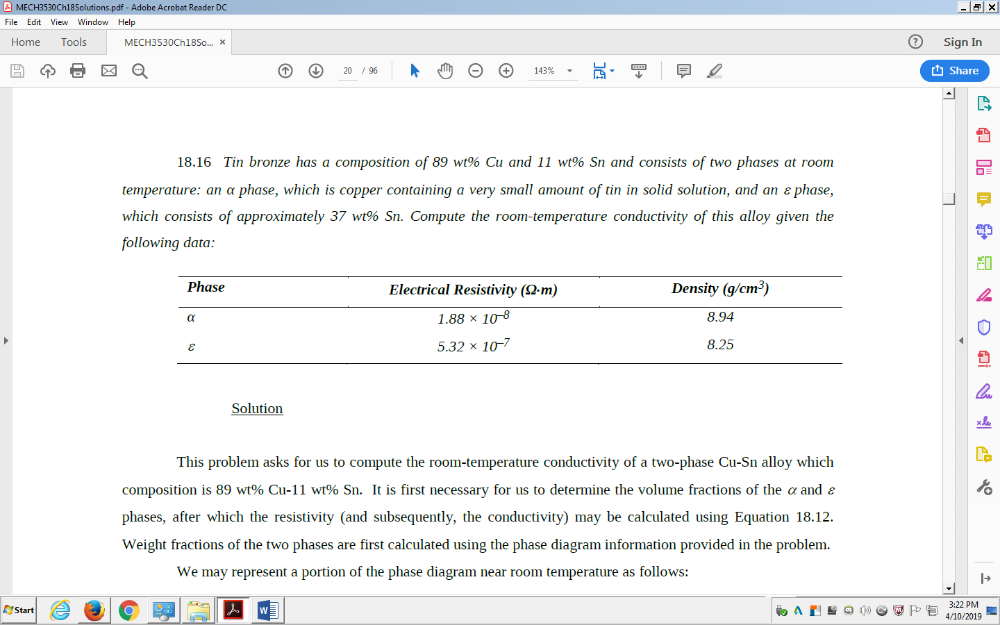 MECH3530Ch18Solutions.pdf - Adobe Acrobat Reader DC
File Edit View Window Help
Home Tools MECH3530Ch18So... × Sign In
20 / 96 143% Share
18.16 Tin bronze has a composition of 89 wt% Cu and 11 wt% Sn and consists of two phases at room
temperature: an α phase, which is copper containing a very small amount of tin in solid solution, and an ε phase,
which consists of approximately 37 wt% Sn. Compute the room-temperature conductivity of this alloy given the
following data:
Phase Electrical Resistivity (Ω·m) Density (g/cm³)
α 1.88 × 10⁻⁸ 8.94
ε 5.32 × 10⁻⁷ 8.25
Solution
This problem asks for us to compute the room-temperature conductivity of a two-phase Cu-Sn alloy which
composition is 89 wt% Cu-11 wt% Sn. It is first necessary for us to determine the volume fractions of the α and ε
phases, after which the resistivity (and subsequently, the conductivity) may be calculated using Equation 18.12.
Weight fractions of the two phases are first calculated using the phase diagram information provided in the problem.
We may represent a portion of the phase diagram near room temperature as follows:
Start
3:22 PM
4/10/2019